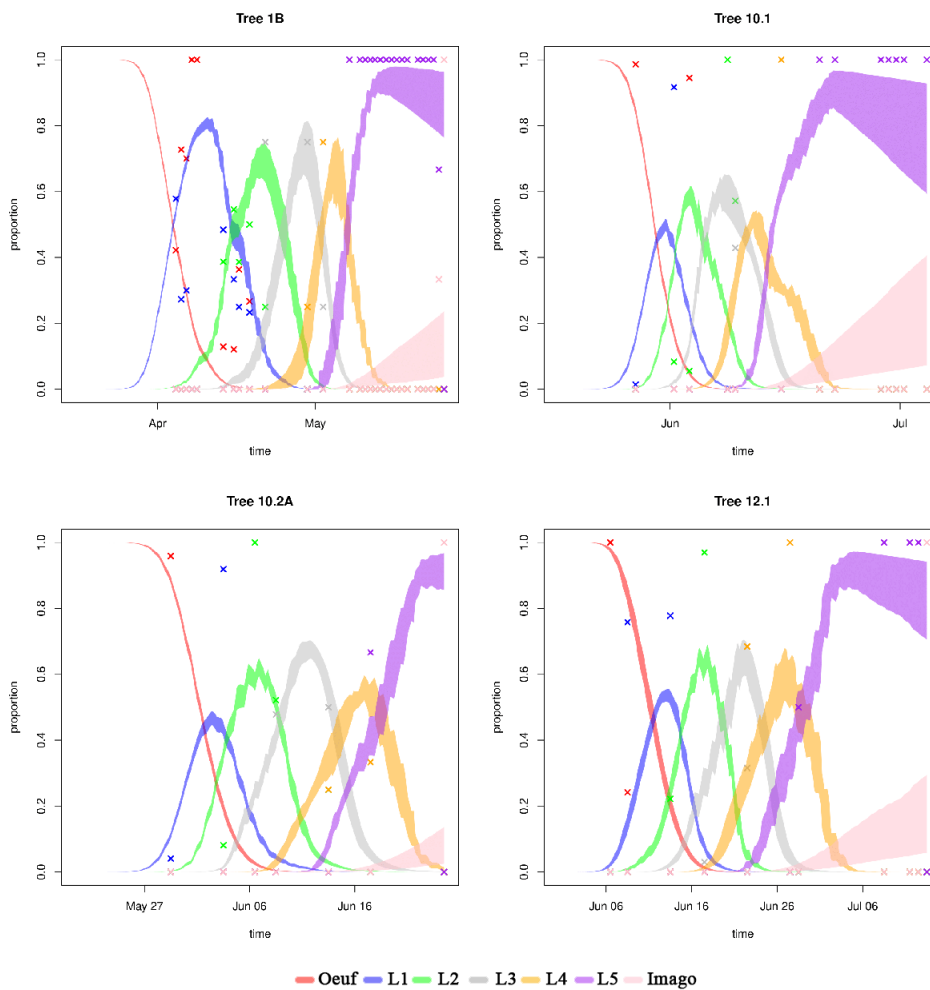 Tree 1B
Tree 10.1
proportion
0.0 0.2 0.4 0.6 0.8 1.0
Apr May
time
proportion
0.0 0.2 0.4 0.6 0.8 1.0
Jun Jul
time
Tree 10.2A
Tree 12.1
proportion
0.0 0.2 0.4 0.6 0.8 1.0
May 27 Jun 06 Jun 16
time
proportion
0.0 0.2 0.4 0.6 0.8 1.0
Jun 06 Jun 16 Jun 26 Jul 06
time
Oeuf L1 L2 L3 L4 L5 Imago